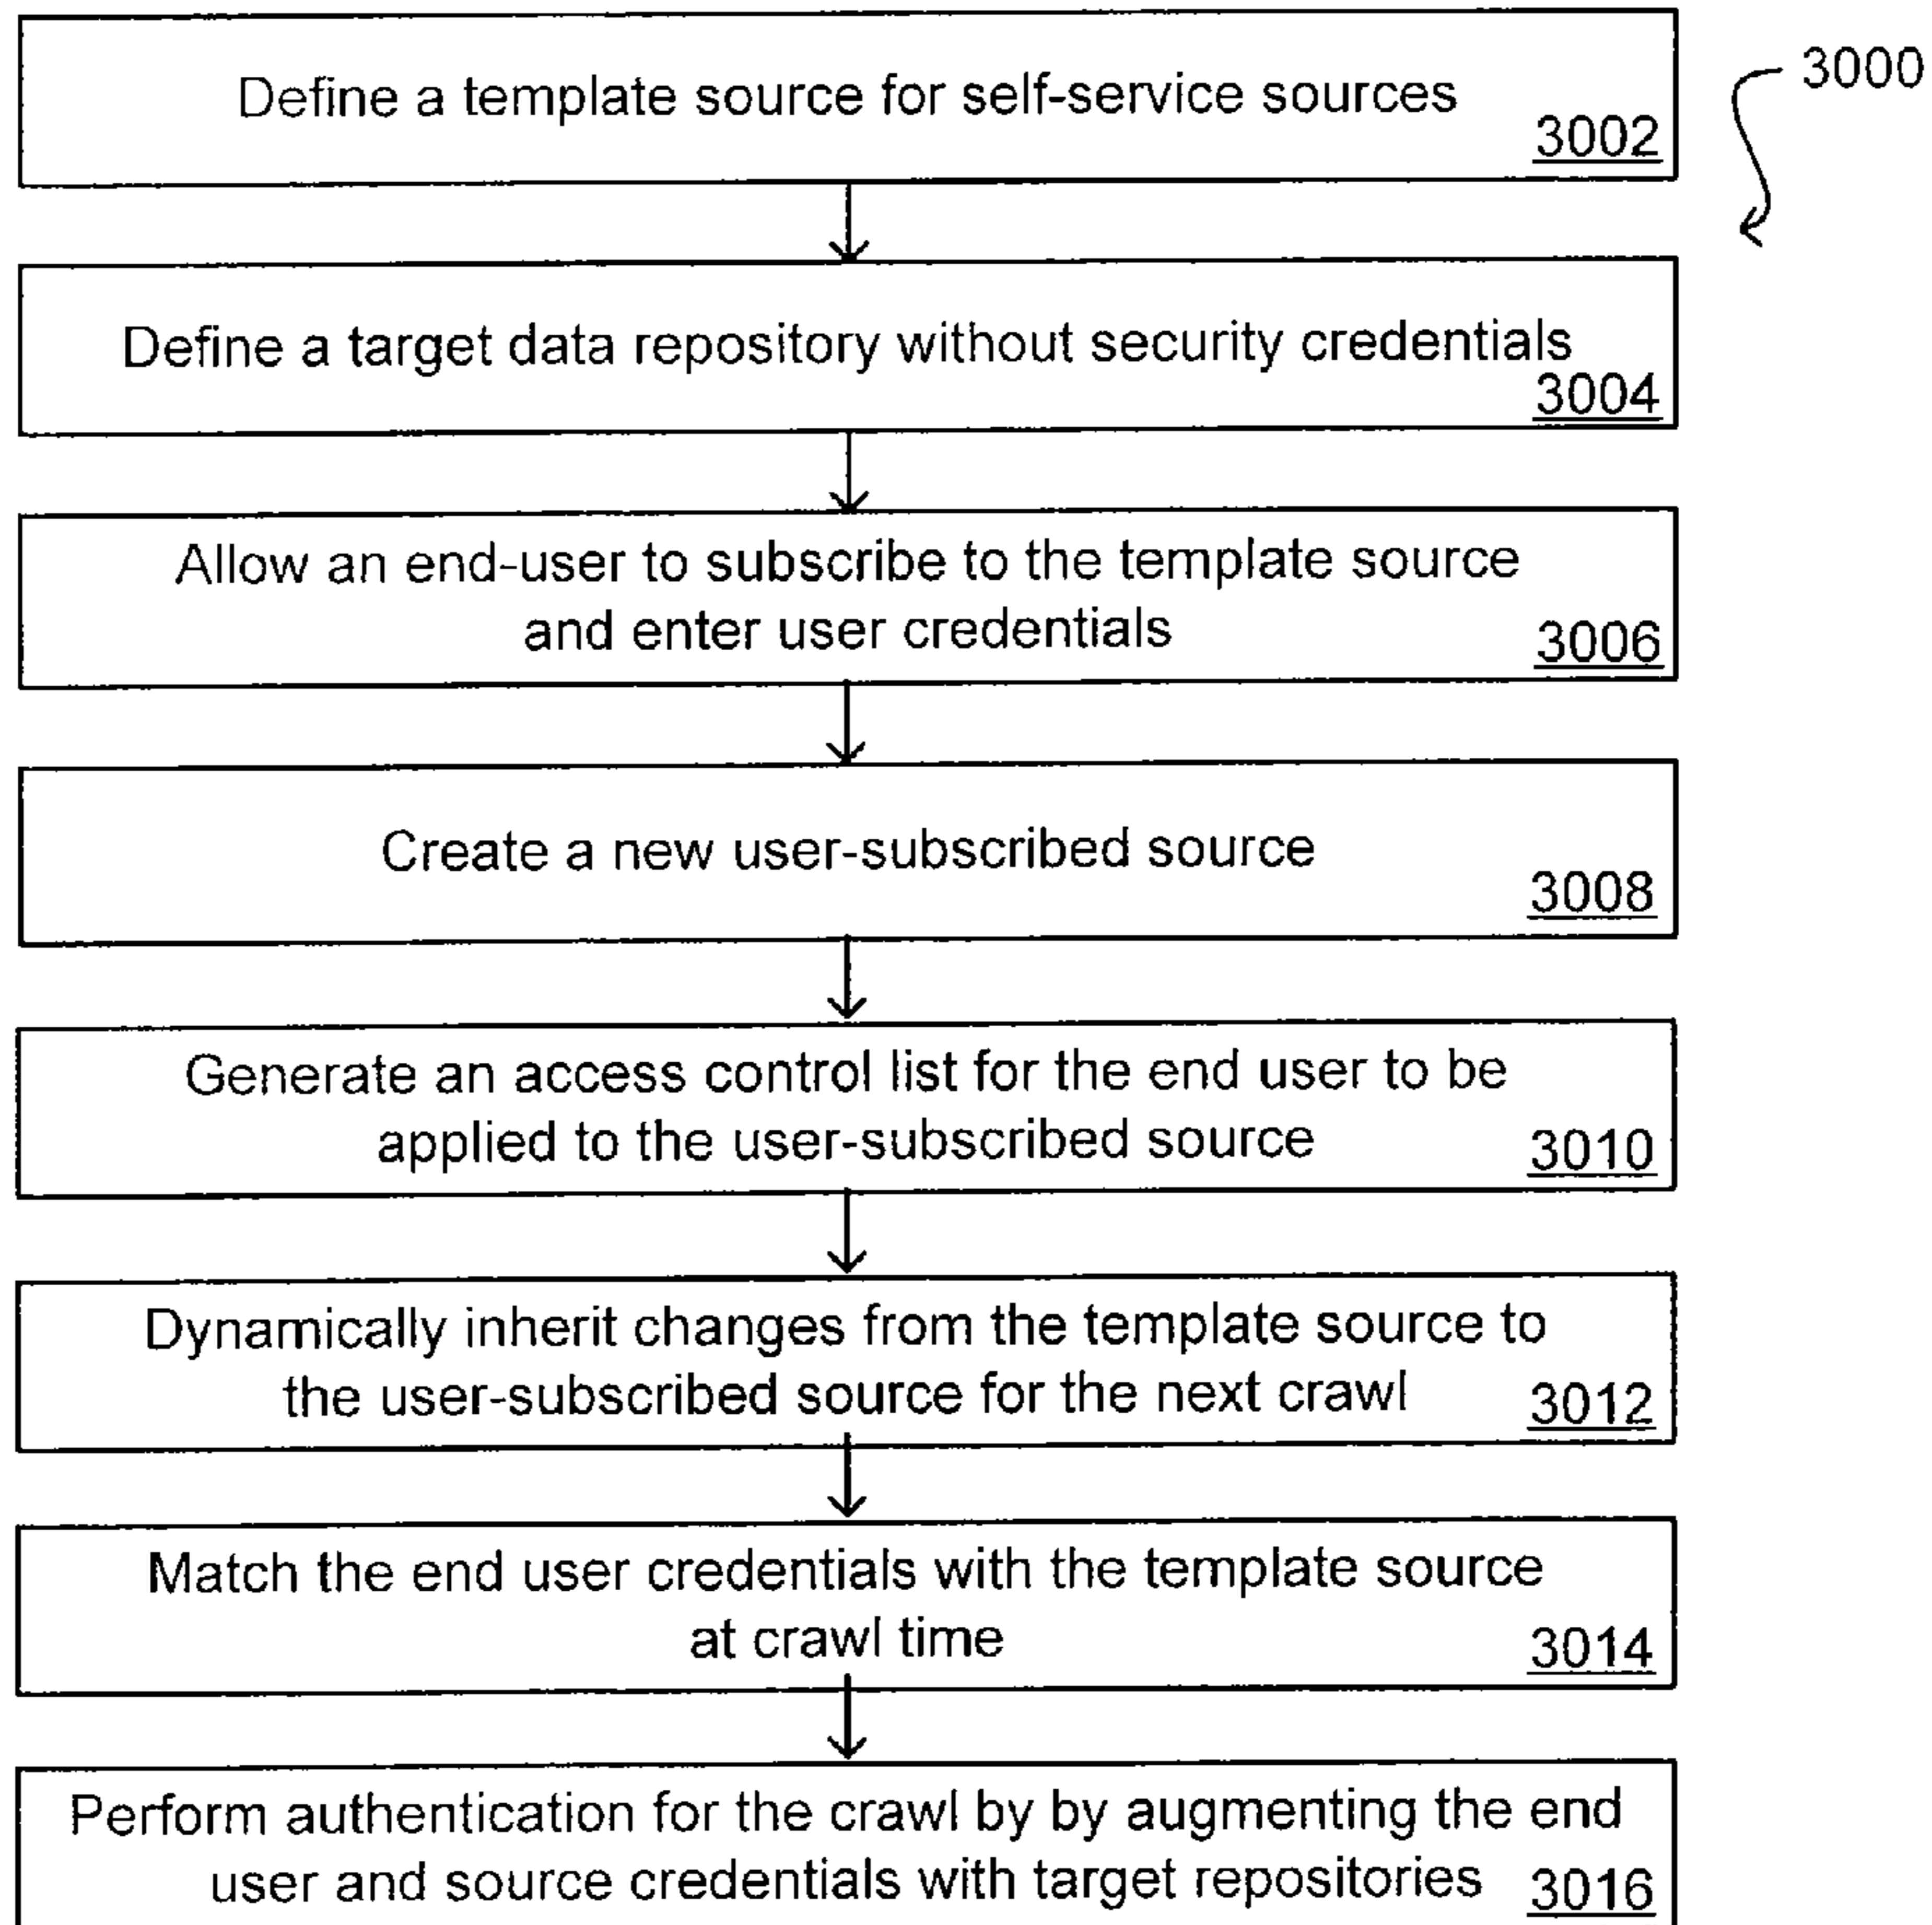 Define a template source for self-service sources
3002
3000
Define a target data repository without security credentials
3004
Allow an end-user to subscribe to the template source
and enter user credentials
3006
Create a new user-subscribed source
3008
Generate an access control list for the end user to be
applied to the user-subscribed source
3010
Dynamically inherit changes from the template source to
the user-subscribed source for the next crawl
3012
Match the end user credentials with the template source
at crawl time
3014
Perform authentication for the crawl by by augmenting the end
user and source credentials with target repositories
3016